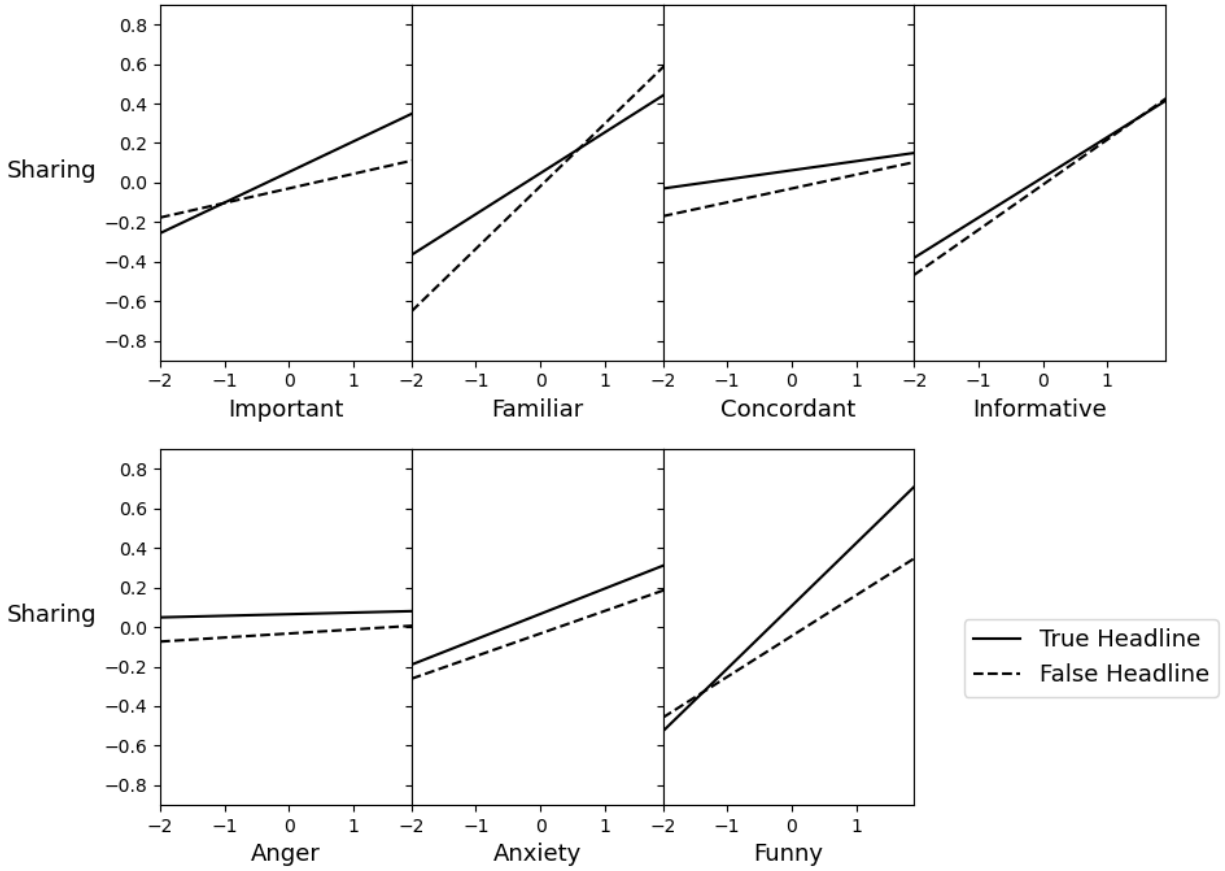 0.8
0.6
0.4
0.2
Sharing 0.0
−0.2
−0.4
−0.6
−0.8
−2 −1 0 1 −2 −1 0 1 −2 −1 0 1 −2 −1 0 1
Important Familiar Concordant Informative
0.8
0.6
0.4
0.2
Sharing 0.0
−0.2
−0.4
−0.6
−0.8
−2 −1 0 1 −2 −1 0 1 −2 −1 0 1
Anger Anxiety Funny
True Headline
False Headline